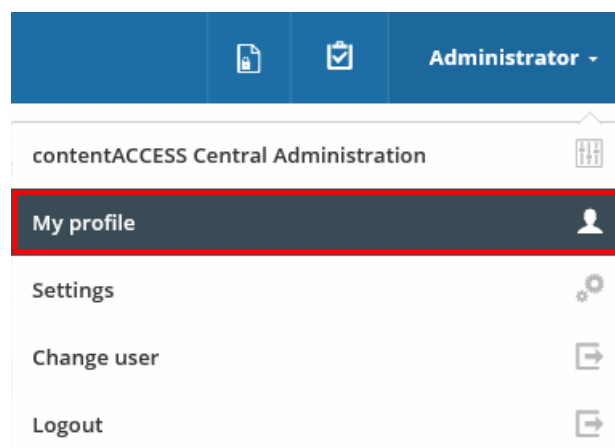 Administrator
contentACCESS Central Administration
My profile
Settings
Change user
Logout